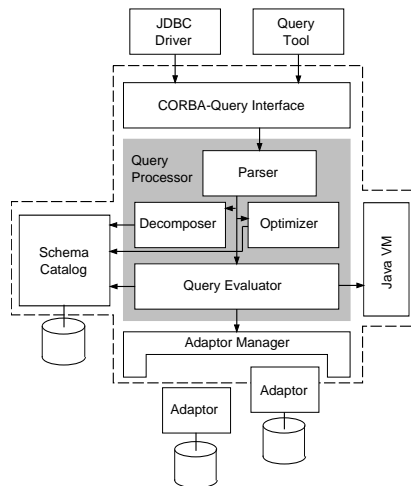 JDBC
Driver
Query
Tool
CORBA-Query Interface
Query
Processor
Parser
Decomposer
Optimizer
Schema
Catalog
Java VM
Query Evaluator
Adaptor Manager
Adaptor
Adaptor